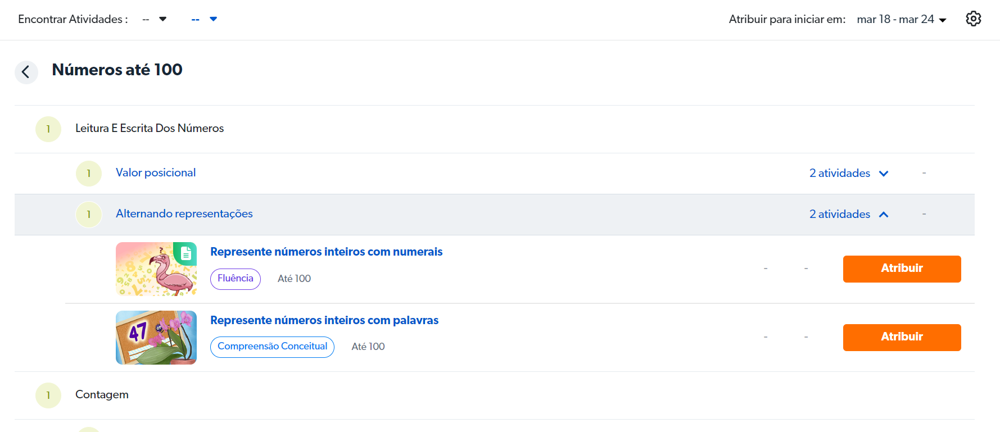 Encontrar Atividades : -- --
Atribuir para iniciar em: mar 18 - mar 24
Números até 100
1 Leitura E Escrita Dos Números
1 Valor posicional 2 atividades -
1 Alternando representações 2 atividades -
Represente números inteiros com numerais
Fluência Até 100 - - Atribuir
47
Represente números inteiros com palavras
Compreensão Conceitual Até 100 - - Atribuir
1 Contagem